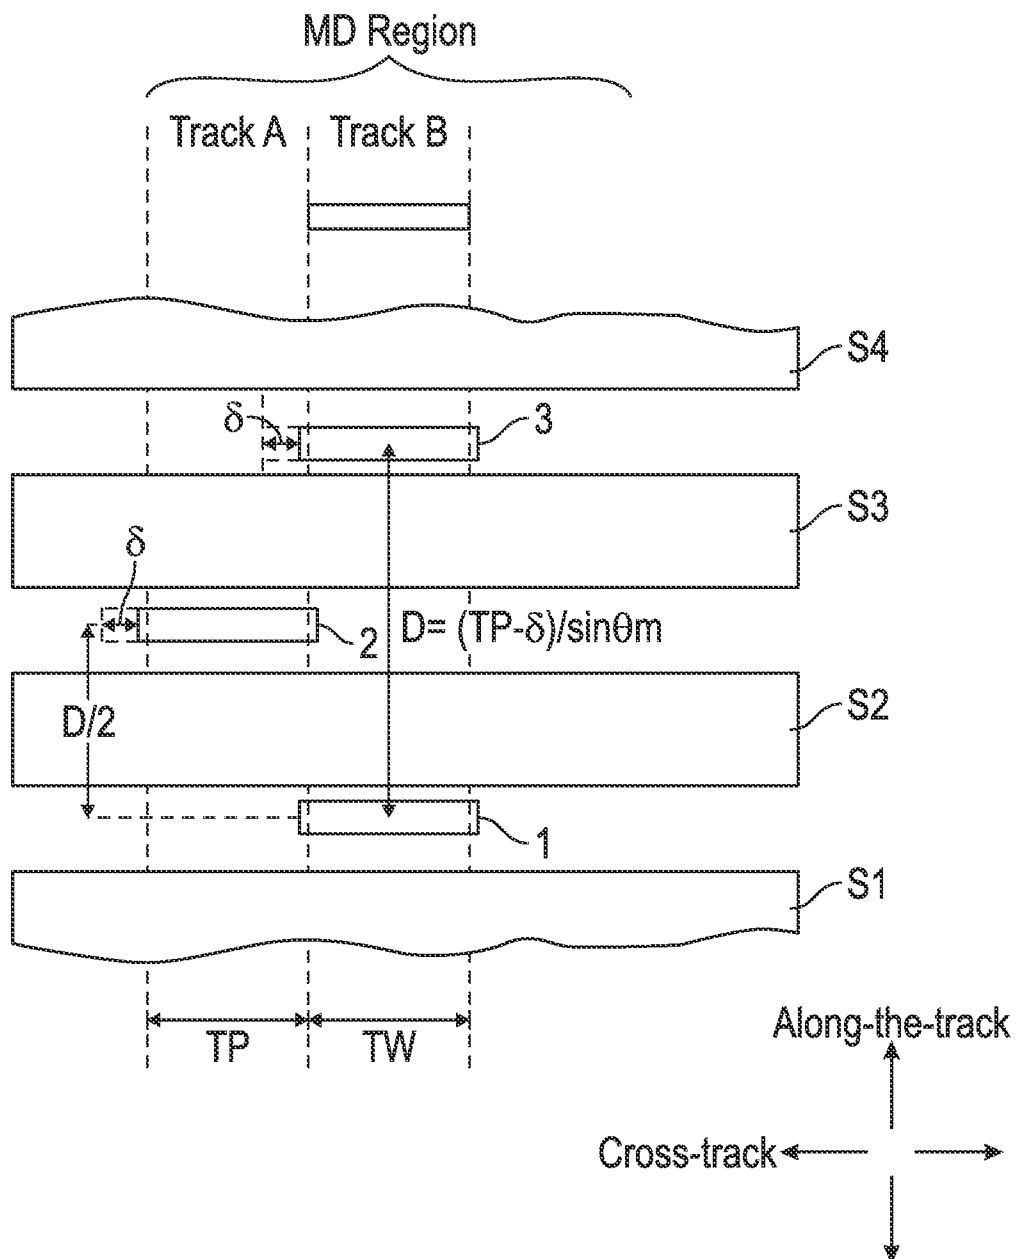 MD Region
Track A
Track B
S4
δ
3
S3
δ
2
D= (TP-δ)/sinθm
S2
D/2
1
S1
TP
TW
Along-the-track
Cross-track